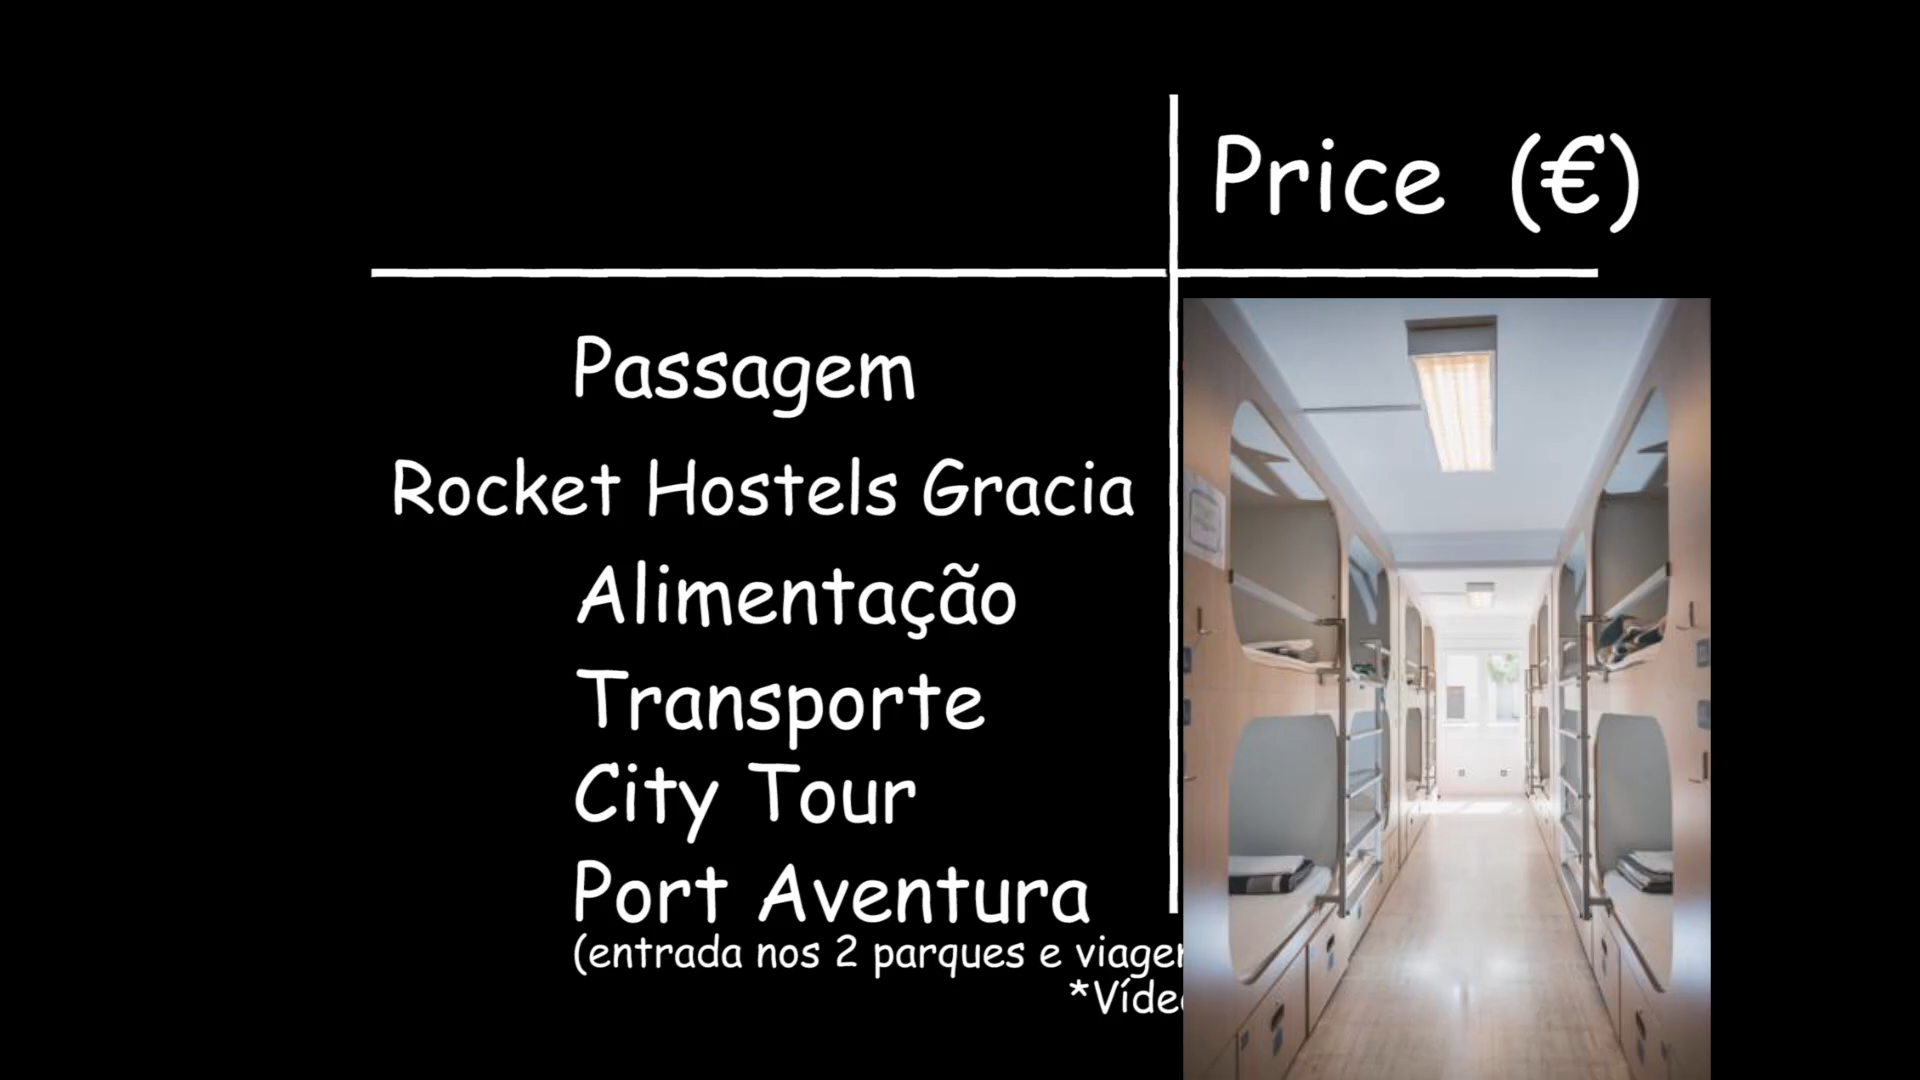 Price (€)
Passagem
Rocket Hostels Gracia
Alimentação
Transporte
City Tour
Port Aventura
(entrada nos 2 parques e